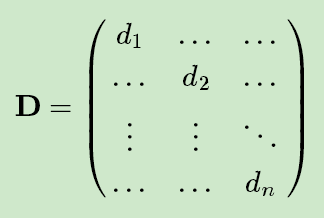 D = ( d₁ … …
… d₂ …
⋮ ⋮ ⋱
… … dₙ )